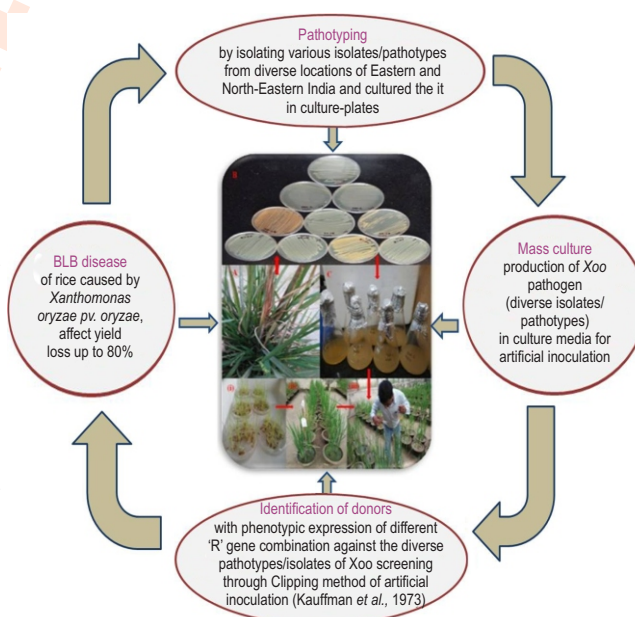 Pathotyping
by isolating various isolates/pathotypes
from diverse locations of Eastern and
North-Eastern India and cultured the it
in culture-plates
BLB disease
of rice caused by
Xanthomonas
oryzae pv. oryzae,
affect yield
loss up to 80%
Mass culture
production of Xoo
pathogen
(diverse isolates/
pathotypes)
in culture media for
artificial inoculation
Identification of donors
with phenotypic expression of different
‘R’ gene combination against the diverse
pathotypes/isolates of Xoo screening
through Clipping method of artificial
inoculation (Kauffman et al., 1973)